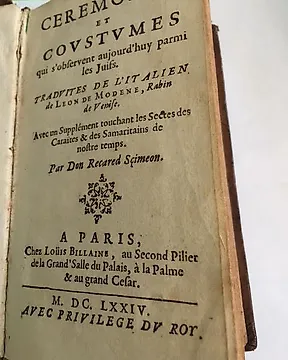 CEREMO
ET
COVSTUMES
qui s'observent aujourd'huy parmi
les Juifs.
TRADVITES DE L'ITALIEN
de LEON DE MODENE, Rabin
de Venise.
Avec un Supplément touchant les Sectes des
Caraïtes & des Samaritains de
nostre temps.
Par Don Recared Sçimeon.
A PARIS,
Chez Loüis BILLAINE, au Second Pilier
de la Grand' Salle du Palais, à la Palme
& au grand Cesar.
M. DC. LXXIV.
AVEC PRIVILEGE DV ROY.